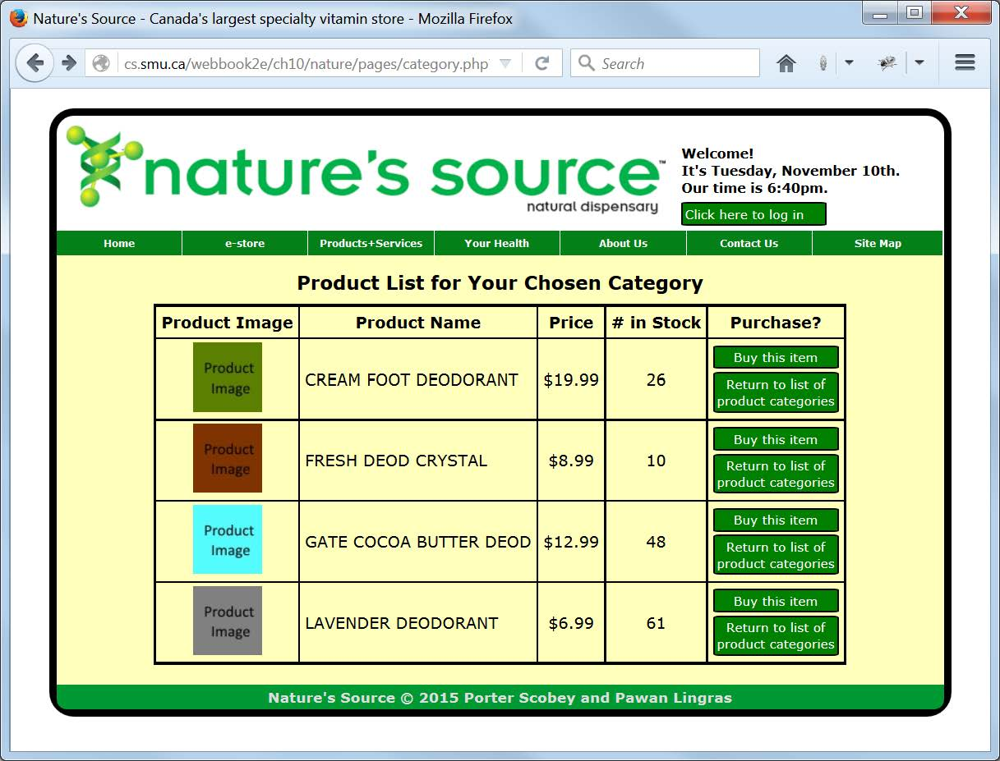 Nature's Source - Canada's largest specialty vitamin store - Mozilla Firefox
cs.smu.ca/webbook2e/ch10/nature/pages/category.php
Search
nature's source™
natural dispensary
Welcome!
It's Tuesday, November 10th.
Our time is 6:40pm.
Click here to log in
Home e-store Products+Services Your Health About Us Contact Us Site Map
Product List for Your Chosen Category
Product Image Product Name Price # in Stock Purchase?
Product
Image
CREAM FOOT DEODORANT $19.99 26
Buy this item
Return to list of
product categories
Product
Image
FRESH DEOD CRYSTAL $8.99 10
Buy this item
Return to list of
product categories
Product
Image
GATE COCOA BUTTER DEOD $12.99 48
Buy this item
Return to list of
product categories
Product
Image
LAVENDER DEODORANT $6.99 61
Buy this item
Return to list of
product categories
Nature's Source © 2015 Porter Scobey and Pawan Lingras